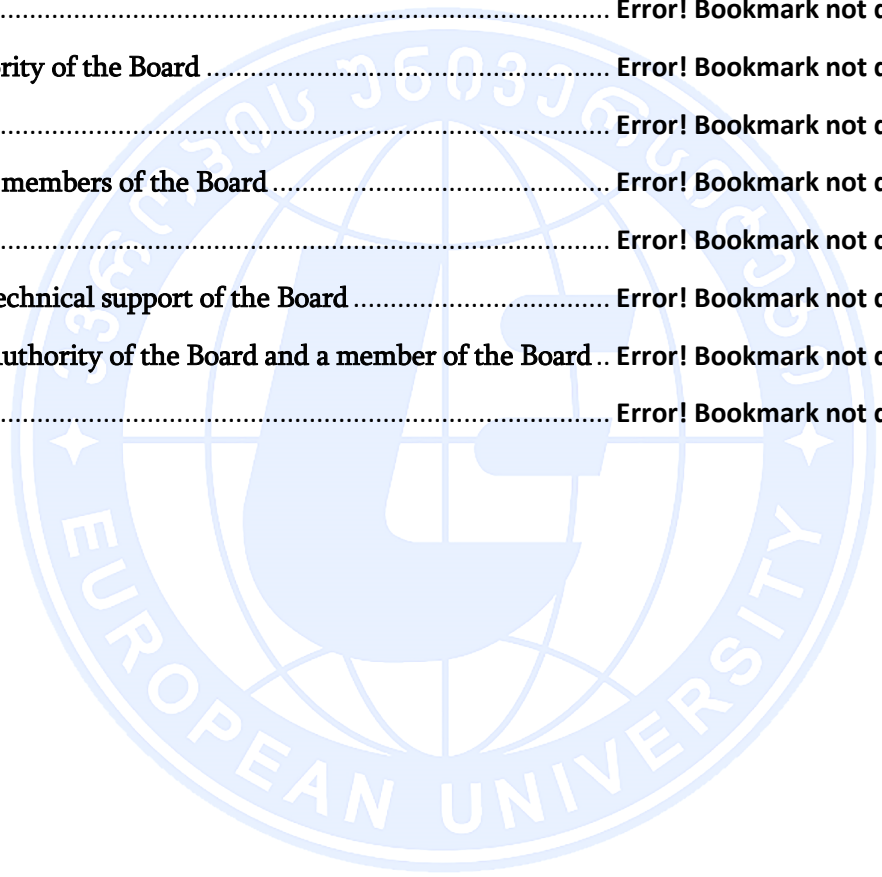 ........................................................................................ Error! Bookmark not d
rity of the Board ........................................................... Error! Bookmark not d
........................................................................................ Error! Bookmark not d
members of the Board ................................................. Error! Bookmark not d
........................................................................................ Error! Bookmark not d
echnical support of the Board ..................................... Error! Bookmark not d
uthority of the Board and a member of the Board .. Error! Bookmark not d
........................................................................................ Error! Bookmark not d
ევროპის უნივერსიტეტი
EUROPEAN UNIVERSITY